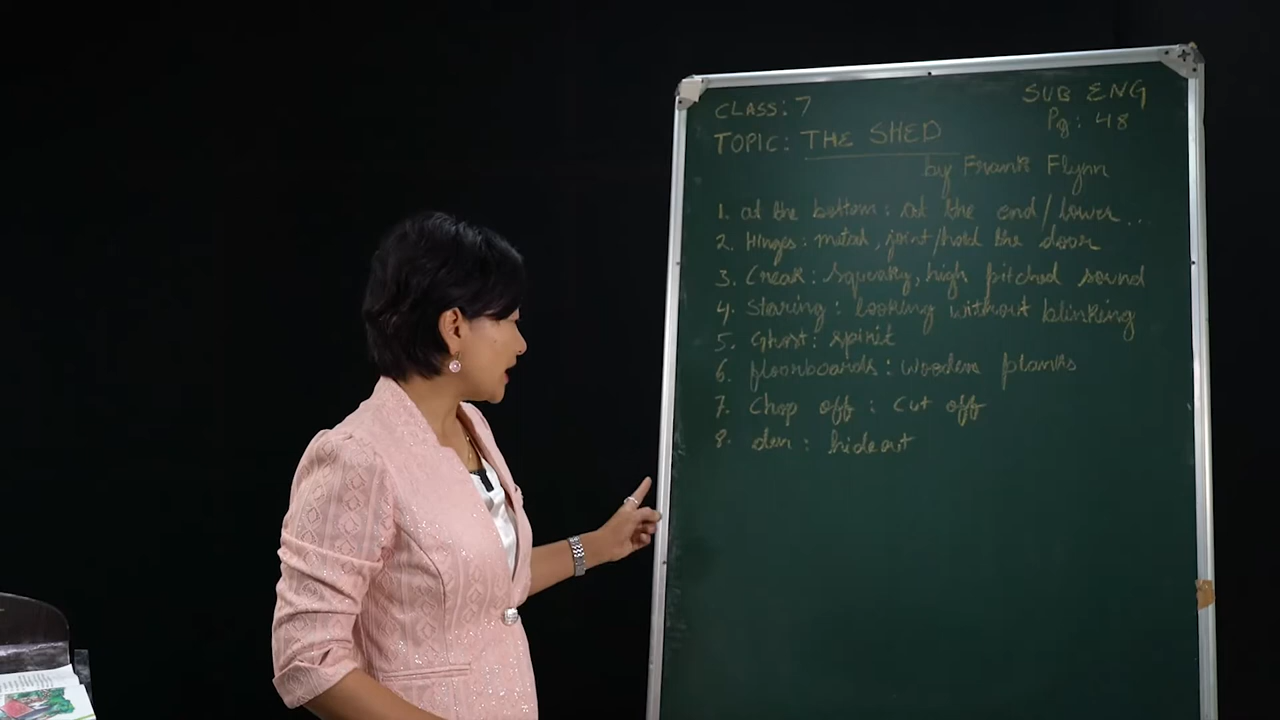 CLASS: 7
SUB ENG
Pg: 48
TOPIC: THE SHED
by Frank Flynn
1. at the bottom: at the end/lower...
2. Hinges: metal, joint/hold the door
3. Creak: squeaky, high pitched sound
4. Staring: looking without blinking
5. Ghost: spirit
6. floorboards: wooden planks
7. Chop off: cut off
8. den: hideout